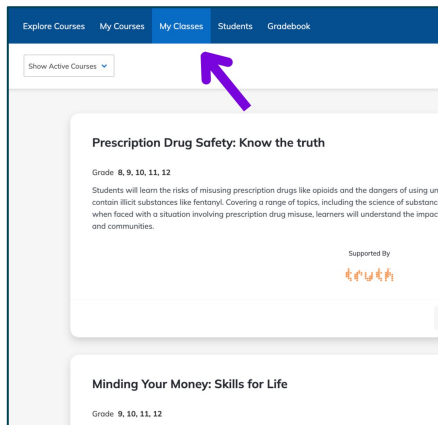 Explore Courses My Courses My Classes Students Gradebook
Show Active Courses
Prescription Drug Safety: Know the truth
Grade 8, 9, 10, 11, 12
Students will learn the risks of misusing prescription drugs like opioids and the dangers of using un
contain illicit substances like fentanyl. Covering a range of topics, including the science of substanc
when faced with a situation involving prescription drug misuse, learners will understand the impac
and communities.
Supported By
truth
Minding Your Money: Skills for Life
Grade 9, 10, 11, 12